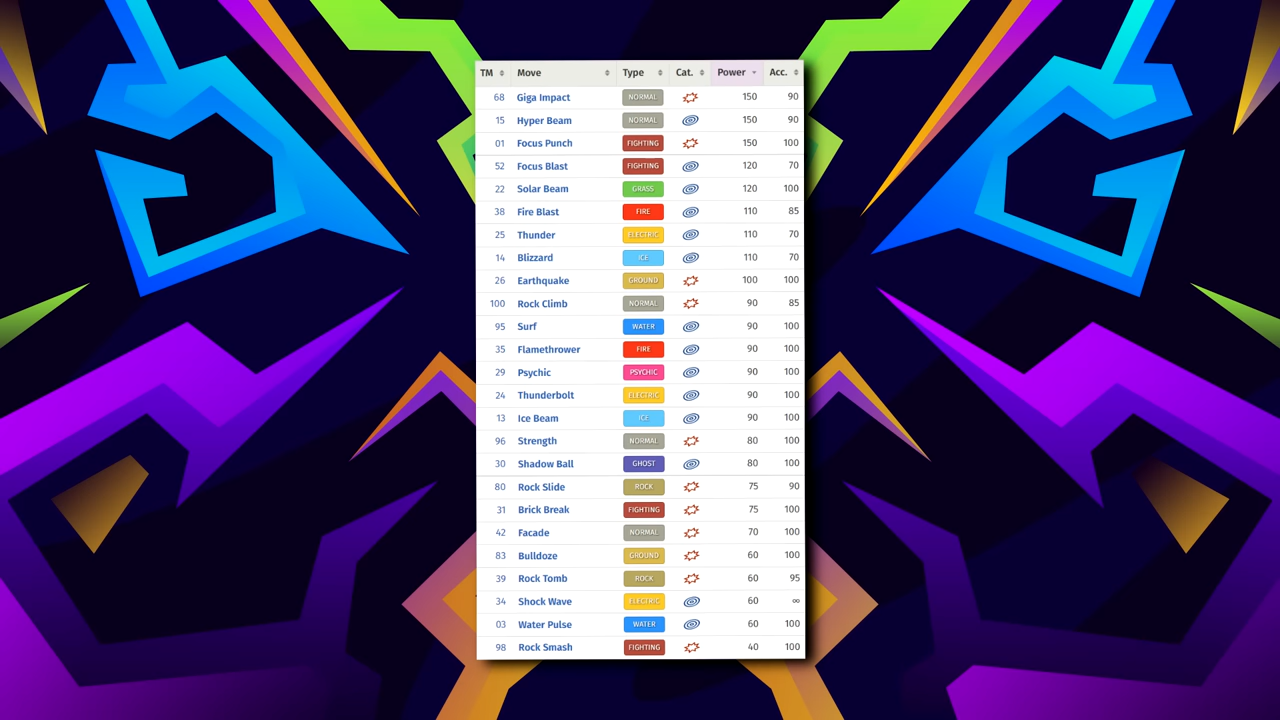 TM Move Type Cat. Power Acc.
68 Giga Impact NORMAL 150 90
15 Hyper Beam NORMAL 150 90
01 Focus Punch FIGHTING 150 100
52 Focus Blast FIGHTING 120 70
22 Solar Beam GRASS 120 100
38 Fire Blast FIRE 110 85
25 Thunder ELECTRIC 110 70
14 Blizzard ICE 110 70
26 Earthquake GROUND 100 100
100 Rock Climb NORMAL 90 85
95 Surf WATER 90 100
35 Flamethrower FIRE 90 100
29 Psychic PSYCHIC 90 100
24 Thunderbolt ELECTRIC 90 100
13 Ice Beam ICE 90 100
96 Strength NORMAL 80 100
30 Shadow Ball GHOST 80 100
80 Rock Slide ROCK 75 90
31 Brick Break FIGHTING 75 100
42 Facade NORMAL 70 100
83 Bulldoze GROUND 60 100
39 Rock Tomb ROCK 60 95
34 Shock Wave ELECTRIC 60 ∞
03 Water Pulse WATER 60 100
98 Rock Smash FIGHTING 40 100